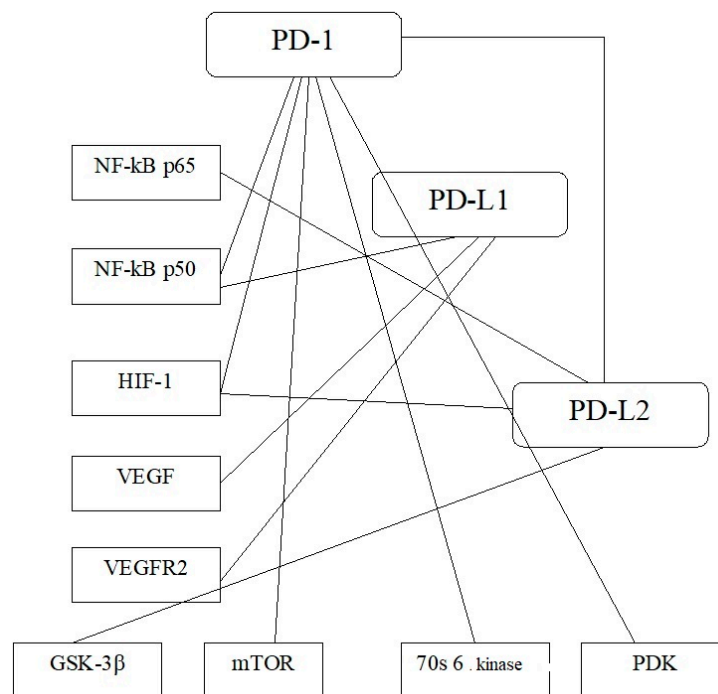 PD-1
NF-kB p65
PD-L1
NF-kB p50
HIF-1
PD-L2
VEGF
VEGFR2
GSK-3β
mTOR
70s 6 . kinase
PDK